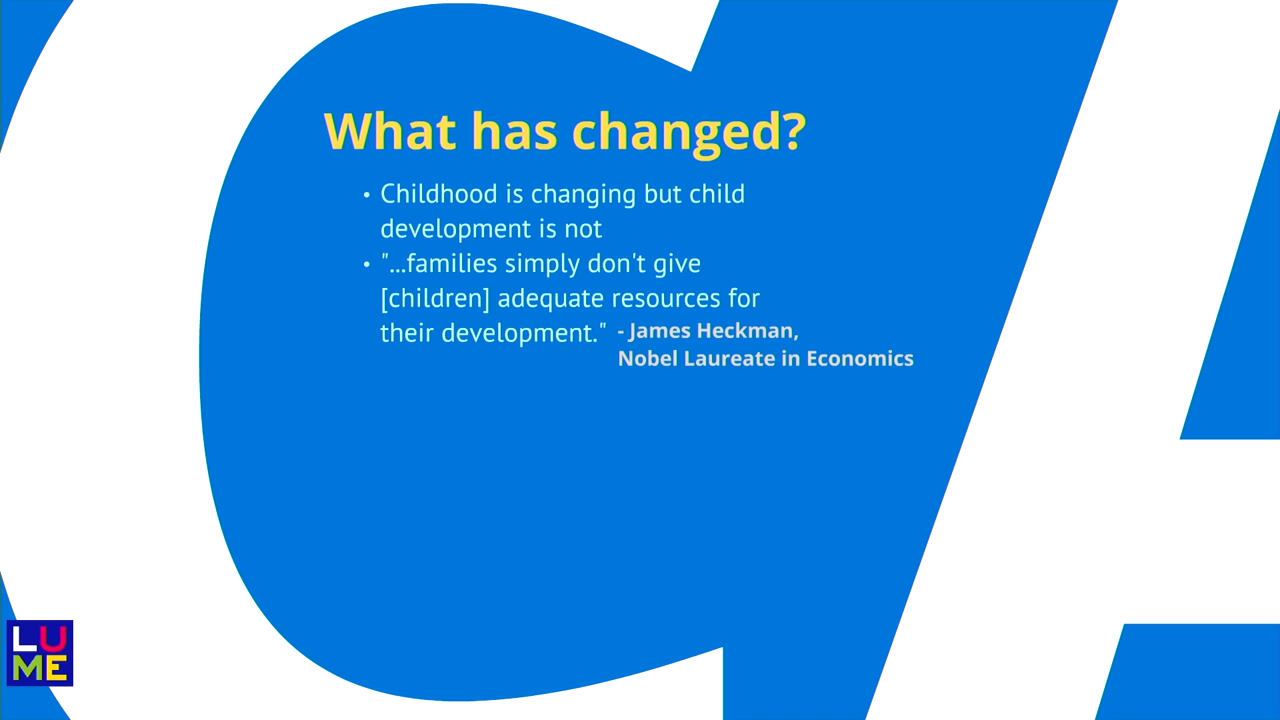 What has changed?
• Childhood is changing but child
development is not
• "...families simply don't give
[children] adequate resources for
their development." - James Heckman,
Nobel Laureate in Economics
LU
ME